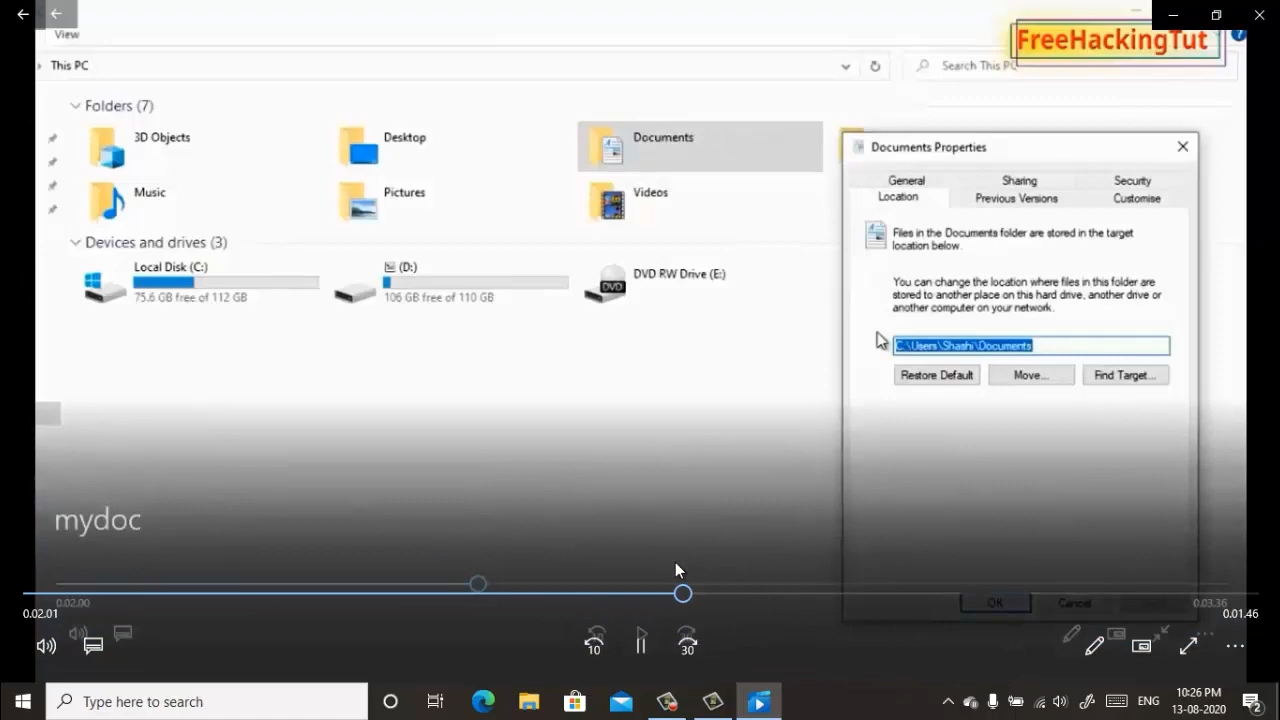 View
FreeHackingTut
This PC
Search This PC
Folders (7)
3D Objects
Desktop
Documents
Music
Pictures
Videos
Devices and drives (3)
Local Disk (C:)
75.6 GB free of 112 GB
(D:)
106 GB free of 110 GB
DVD RW Drive (E:)
DVD
Documents Properties
General
Sharing
Security
Location
Previous Versions
Customise
Files in the Documents folder are stored in the target
location below.
You can change the location where files in this folder are
stored to another place on this hard drive, another drive or
another computer on your network.
C:\Users\Shashi\Documents
Restore Default
Move...
Find Target...
OK
Cancel
mydoc
0.02.00
0.03.36
0.02.01
0.01.46
10
30
Type here to search
ENG
10:26 PM
13-08-2020
2